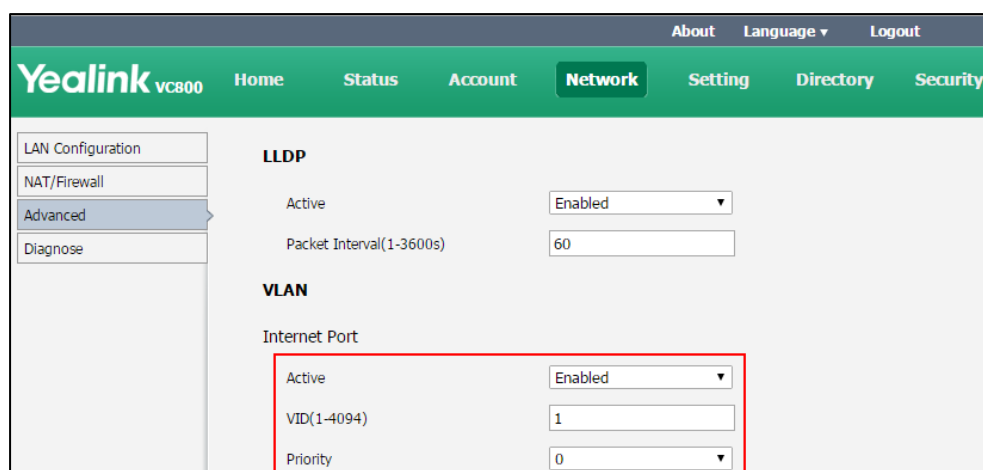 About Language ▾ Logout
Yealink VC800 Home Status Account Network Setting Directory Security
LAN Configuration
NAT/Firewall
Advanced
Diagnose
LLDP
Active Enabled
Packet Interval(1-3600s) 60
VLAN
Internet Port
Active Enabled
VID(1-4094) 1
Priority 0